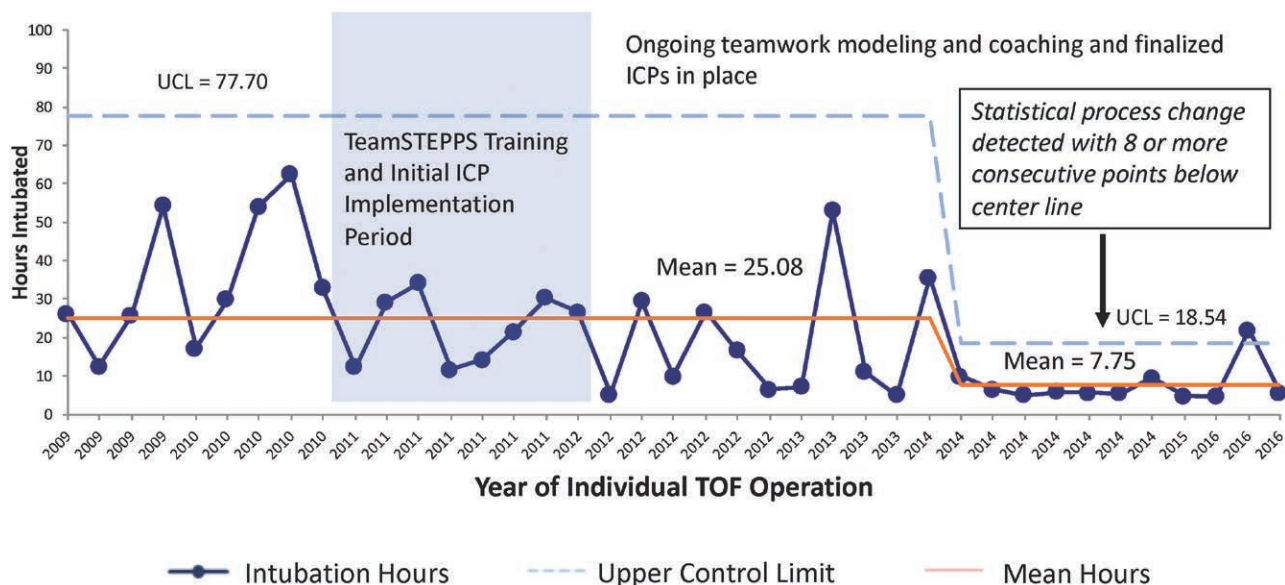 100
90
80
70
60
50
40
30
20
10
0
Hours Intubated
UCL = 77.70
Ongoing teamwork modeling and coaching and finalized
ICPs in place
TeamSTEPPS Training
and Initial ICP
Implementation
Period
Statistical process change
detected with 8 or more
consecutive points below
center line
Mean = 25.08
UCL = 18.54
Mean = 7.75
2009 2009 2009 2009 2010 2010 2010 2010 2010 2011 2011 2011 2011 2011 2011 2011 2012 2012 2012 2012 2012 2012 2012 2013 2013 2013 2013 2014 2014 2014 2014 2014 2014 2014 2014 2015 2016 2016 2016
Year of Individual TOF Operation
Intubation Hours Upper Control Limit Mean Hours